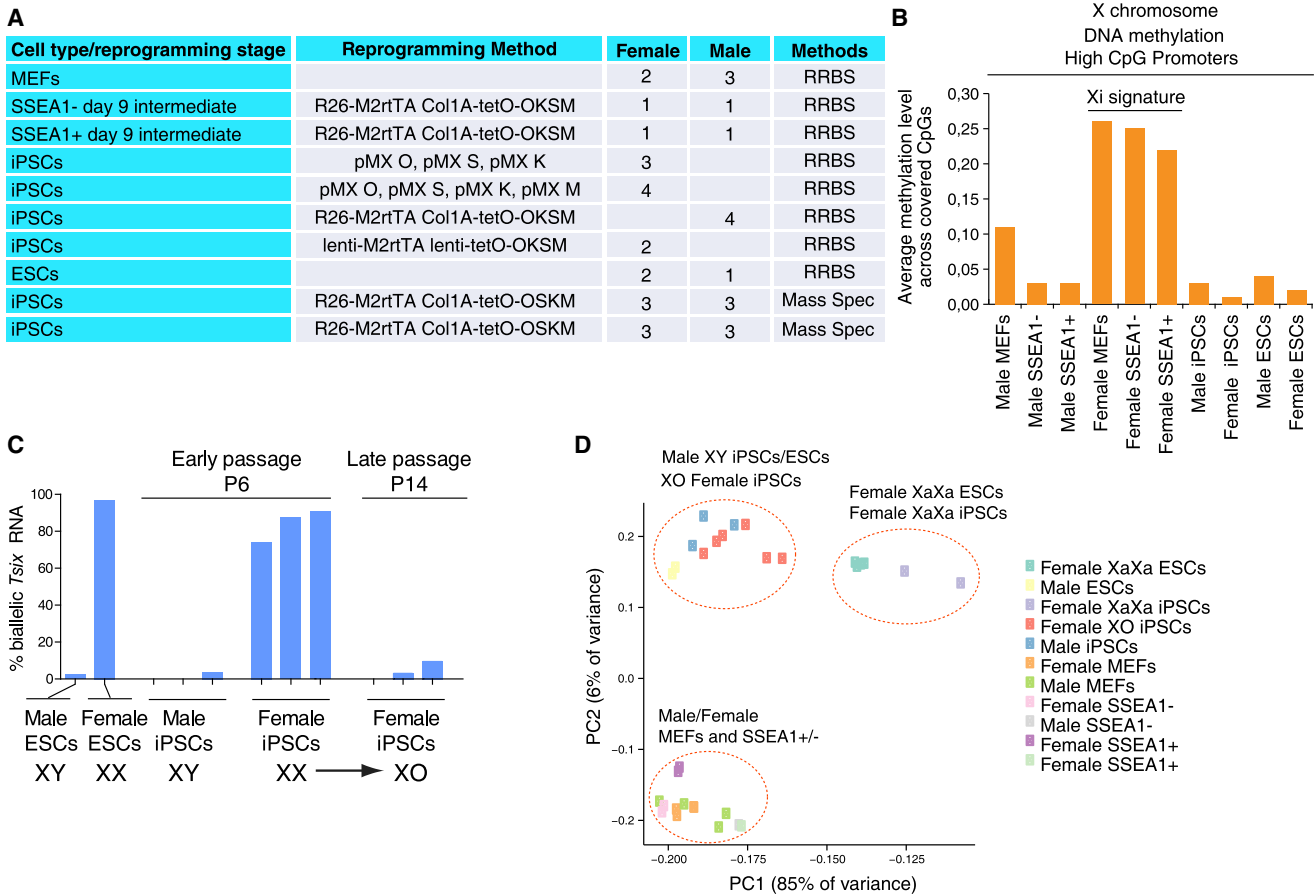 A
Cell type/reprogramming stage Reprogramming Method Female Male Methods
MEFs 2 3 RRBS
SSEA1- day 9 intermediate R26-M2rtTA Col1A-tetO-OKSM 1 1 RRBS
SSEA1+ day 9 intermediate R26-M2rtTA Col1A-tetO-OKSM 1 1 RRBS
iPSCs pMX O, pMX S, pMX K 3 RRBS
iPSCs pMX O, pMX S, pMX K, pMX M 4 RRBS
iPSCs R26-M2rtTA Col1A-tetO-OKSM 4 RRBS
iPSCs lenti-M2rtTA lenti-tetO-OKSM 2 RRBS
ESCs 2 1 RRBS
iPSCs R26-M2rtTA Col1A-tetO-OSKM 3 3 Mass Spec
iPSCs R26-M2rtTA Col1A-tetO-OSKM 3 3 Mass Spec
B
X chromosome
DNA methylation
High CpG Promoters
Xi signature
Average methylation level
across covered CpGs
0,30
0,25
0,20
0,15
0,10
0,05
0,00
Male MEFs
Male SSEA1-
Male SSEA1+
Female MEFs
Female SSEA1-
Female SSEA1+
Male iPSCs
Female iPSCs
Male ESCs
Female ESCs
C
Early passage
P6
Late passage
P14
% biallelic Tsix RNA
100
80
60
40
20
0
Male
ESCs
XY
Female
ESCs
XX
Male
iPSCs
XY
Female
iPSCs
XX
Female
iPSCs
XO
D
Male XY iPSCs/ESCs
XO Female iPSCs
Female XaXa ESCs
Female XaXa iPSCs
Male/Female
MEFs and SSEA1+/-
PC2 (6% of variance)
0.2
0.1
0.0
−0.1
−0.2
−0.200 −0.175 −0.150 −0.125
PC1 (85% of variance)
Female XaXa ESCs
Male ESCs
Female XaXa iPSCs
Female XO iPSCs
Male iPSCs
Female MEFs
Male MEFs
Female SSEA1-
Male SSEA1-
Female SSEA1+
Female SSEA1+